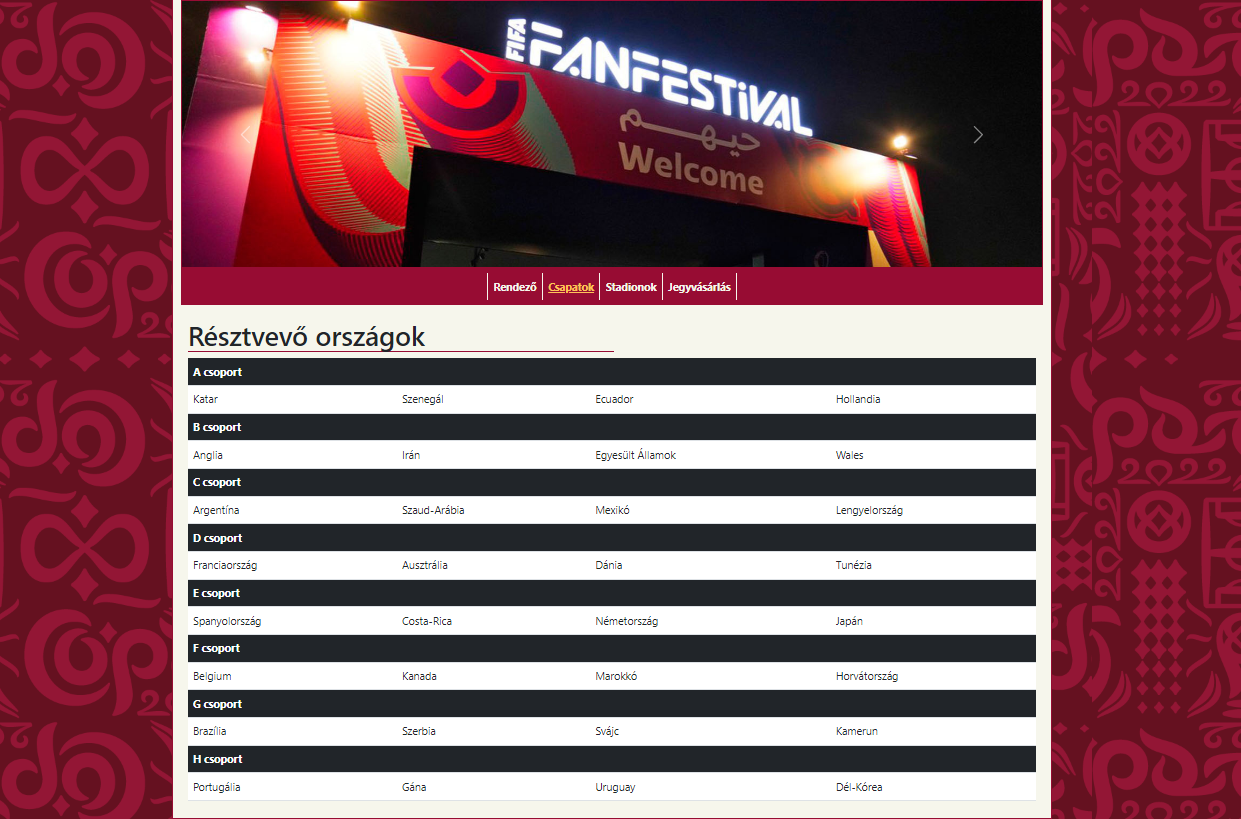 FIFA
FANFESTiVAL
حيهم
Welcome
Rendező Csapatok Stadionok Jegyvásárlás
Résztvevő országok
A csoport
Katar Szenegál Ecuador Hollandia
B csoport
Anglia Irán Egyesült Államok Wales
C csoport
Argentína Szaud-Arábia Mexikó Lengyelország
D csoport
Franciaország Ausztrália Dánia Tunézia
E csoport
Spanyolország Costa-Rica Németország Japán
F csoport
Belgium Kanada Marokkó Horvátország
G csoport
Brazília Szerbia Svájc Kamerun
H csoport
Portugália Gána Uruguay Dél-Kórea
2022
2022